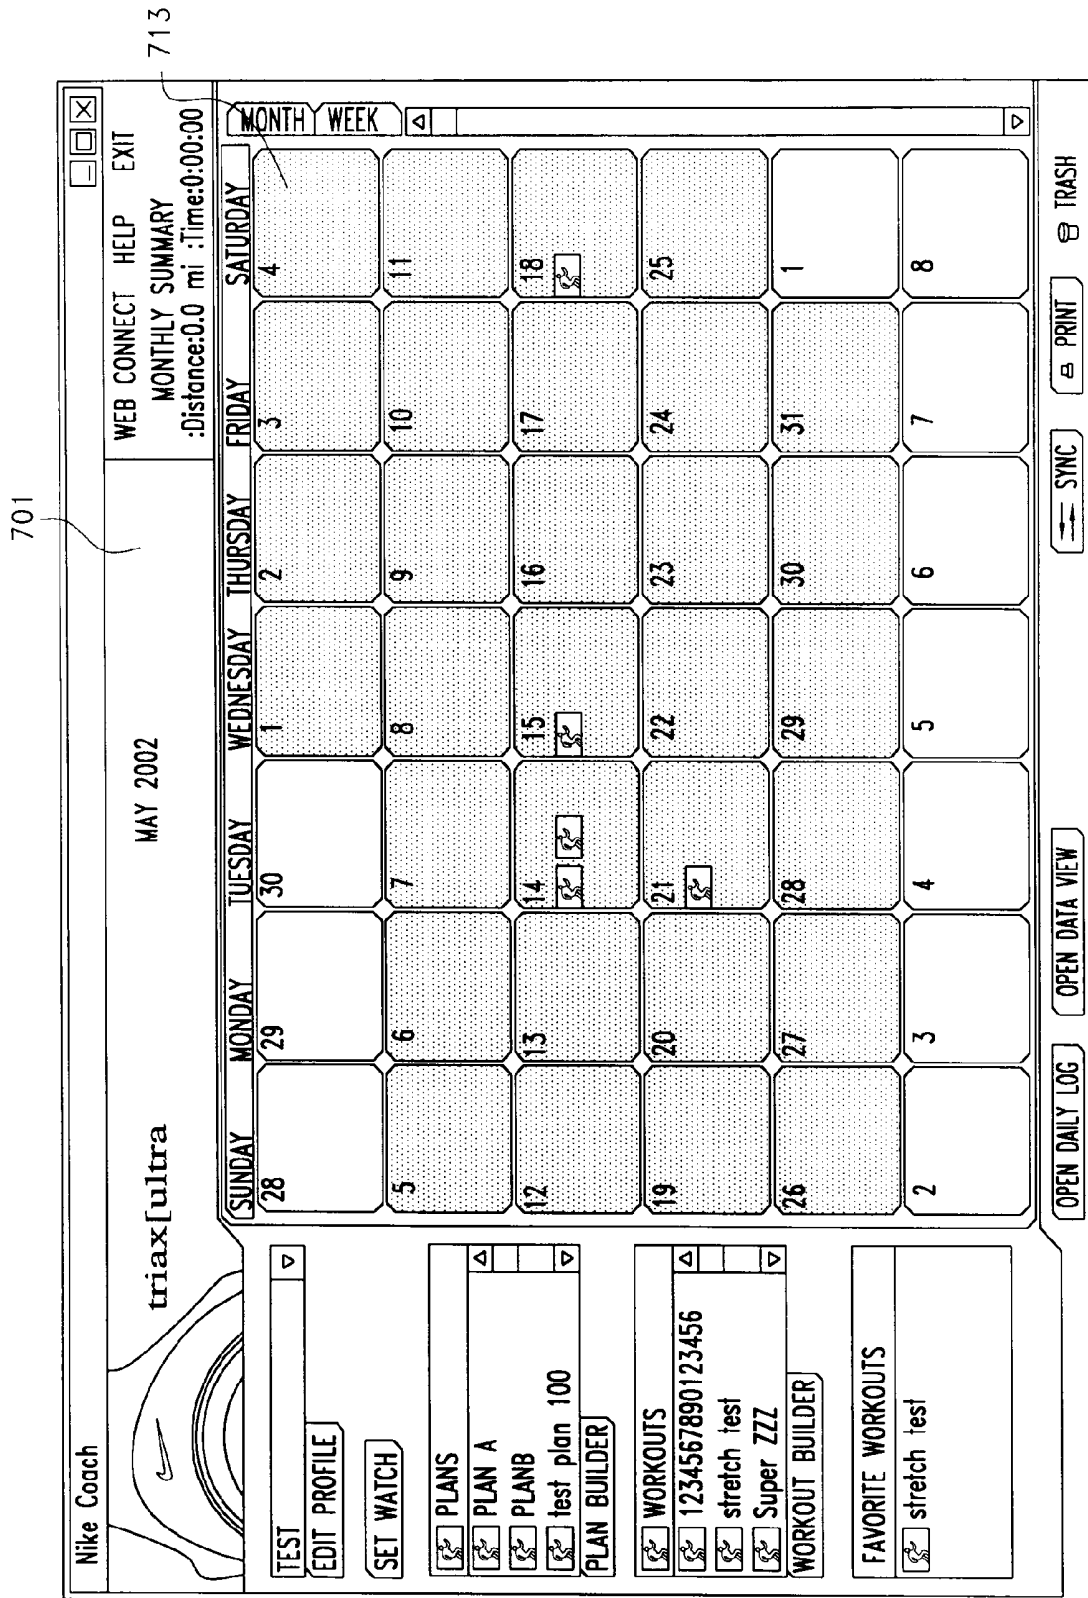 701
713
Nike Coach
triax[ultra
MAY 2002
WEB CONNECT HELP EXIT
MONTHLY SUMMARY
:Distance:0.0 mi :Time:0:00:00
TEST
EDIT PROFILE
SET WATCH
PLANS
PLAN A
PLANB
test plan 100
PLAN BUILDER
WORKOUTS
12345678901234567890123456
stretch test
Super ZZZ
WORKOUT BUILDER
FAVORITE WORKOUTS
stretch test
SUNDAY MONDAY TUESDAY WEDNESDAY THURSDAY FRIDAY SATURDAY
28 29 30 1 2 3 4
5 6 7 8 9 10 11
12 13 14 15 16 17 18
19 20 21 22 23 24 25
26 27 28 29 30 31 1
2 3 4 5 6 7 8
MONTH WEEK
OPEN DAILY LOG OPEN DATA VIEW SYNC PRINT TRASH